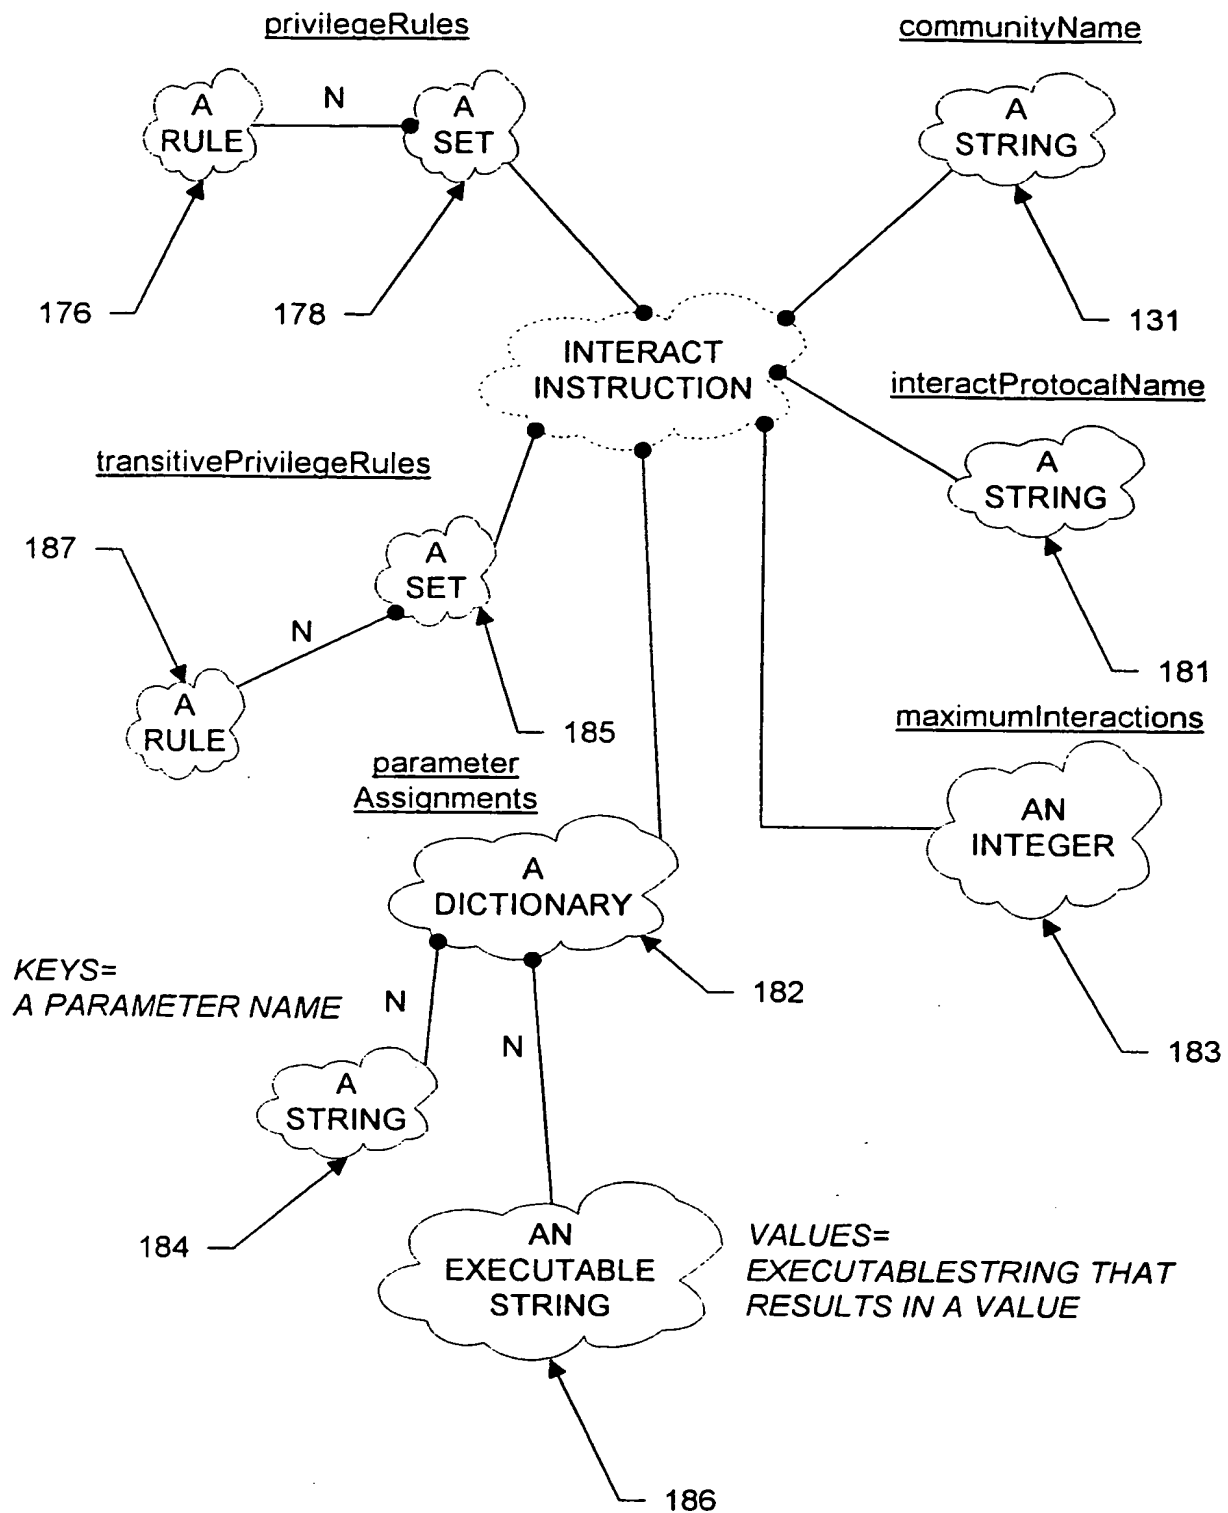 privilegeRules
communityName
A
RULE
N
A
SET
A
STRING
176
178
131
INTERACT
INSTRUCTION
interactProtocalName
transitivePrivilegeRules
A
STRING
187
A
SET
N
181
A
RULE
185
maximumInteractions
parameter
Assignments
AN
INTEGER
A
DICTIONARY
KEYS=
A PARAMETER NAME
N
182
N
183
A
STRING
184
AN
EXECUTABLE
STRING
VALUES=
EXECUTABLESTRING THAT
RESULTS IN A VALUE
186